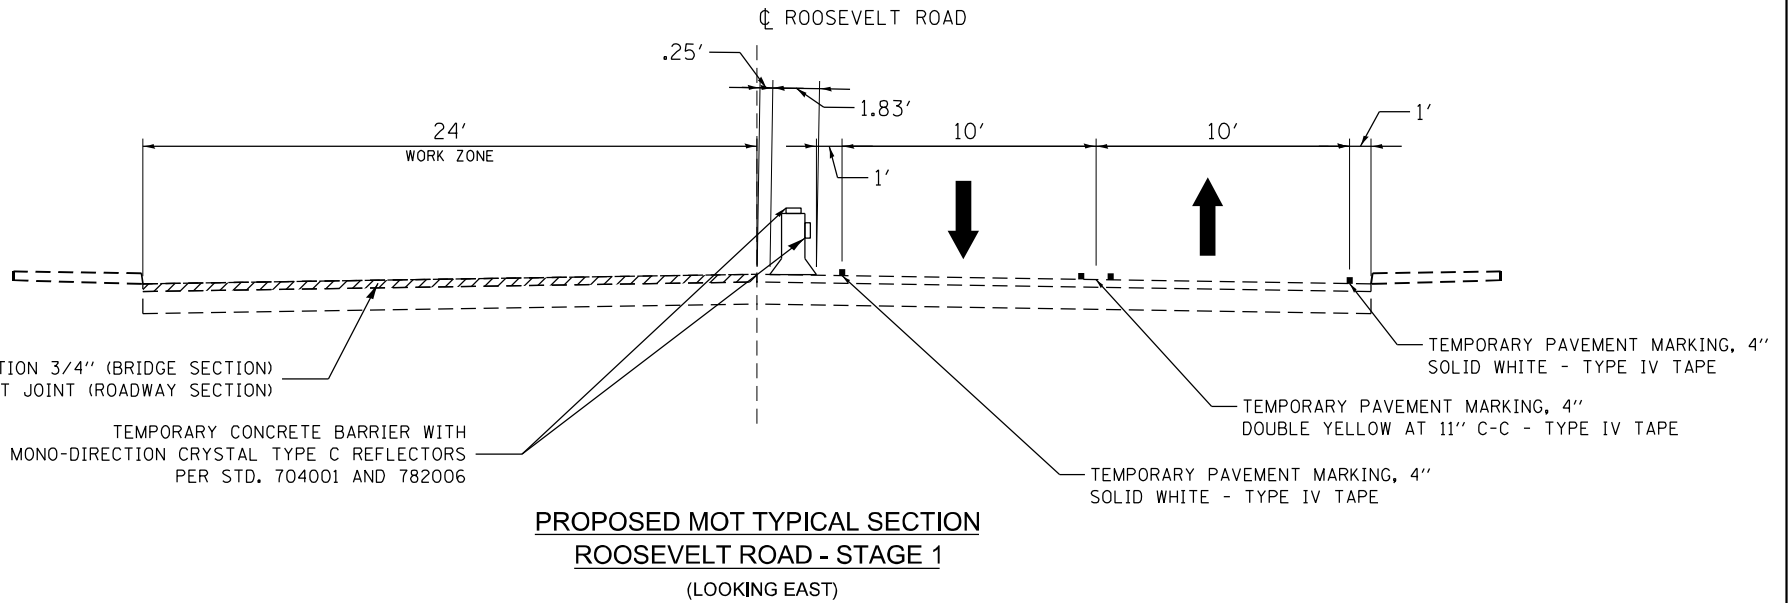 ℄ ROOSEVELT ROAD
.25'
1.83'
1'
24'
10'
10'
WORK ZONE
1'
3/4" (BRIDGE SECTION)
JOINT (ROADWAY SECTION)
TEMPORARY CONCRETE BARRIER WITH
MONO-DIRECTION CRYSTAL TYPE C REFLECTORS
PER STD. 704001 AND 782006
TEMPORARY PAVEMENT MARKING, 4"
SOLID WHITE - TYPE IV TAPE
TEMPORARY PAVEMENT MARKING, 4"
DOUBLE YELLOW AT 11" C-C - TYPE IV TAPE
TEMPORARY PAVEMENT MARKING, 4"
SOLID WHITE - TYPE IV TAPE
PROPOSED MOT TYPICAL SECTION
ROOSEVELT ROAD - STAGE 1
(LOOKING EAST)